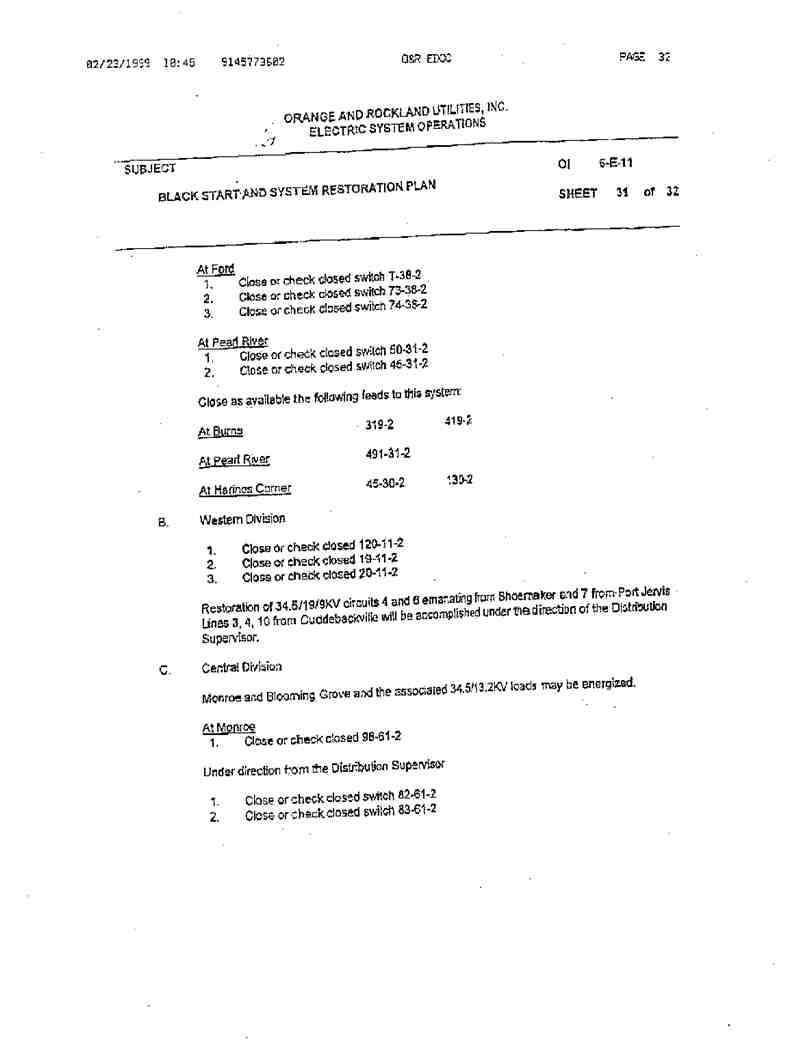 02/23/1999 10:45 9145773602 O&R EDCC PAGE 32
ORANGE AND ROCKLAND UTILITIES, INC.
ELECTRIC SYSTEM OPERATIONS
SUBJECT OI 6-E-11
BLACK START AND SYSTEM RESTORATION PLAN SHEET 31 of 32
At Ford
1. Close or check closed switch T-38-2
2. Close or check closed switch 73-38-2
3. Close or check closed switch 74-38-2
At Pearl River
1. Close or check closed switch 50-31-2
2. Close or check closed switch 45-31-2
Close as available the following leads to this system:
At Burns 319-2 419-2
At Pearl River 491-31-2
At Harings Corner 45-30-2 130-2
B. Western Division
1. Close or check closed 120-11-2
2. Close or check closed 19-11-2
3. Close or check closed 20-11-2
Restoration of 34.5/19/9KV circuits 4 and 6 emanating from Shoemaker and 7 from Port Jervis
Lines 3, 4, 10 from Cuddebackville will be accomplished under the direction of the Distribution
Supervisor.
C. Central Division
Monroe and Blooming Grove and the associated 34.5/13.2KV loads may be energized.
At Monroe
1. Close or check closed 98-61-2
Under direction from the Distribution Supervisor
1. Close or check closed switch 82-61-2
2. Close or check closed switch 83-61-2